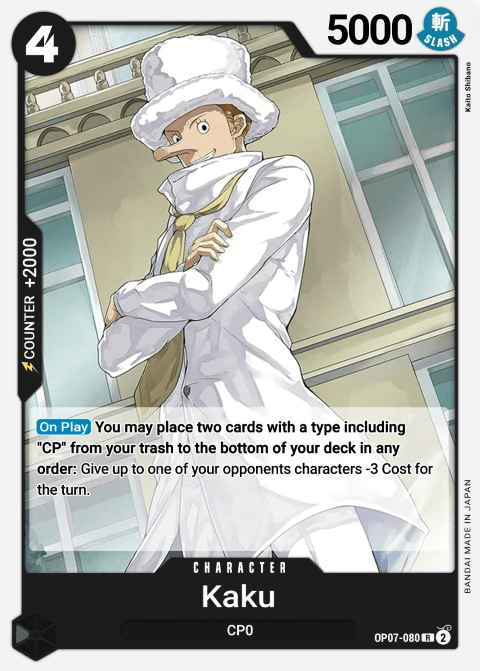 4
5000
斬
SLASH
Kaito Shibano
COUNTER +2000
On Play You may place two cards with a type including
"CP" from your trash to the bottom of your deck in any
order: Give up to one of your opponents characters -3 Cost for
the turn.
BANDAI MADE IN JAPAN
CHARACTER
Kaku
CP0
OP07-080 R 2